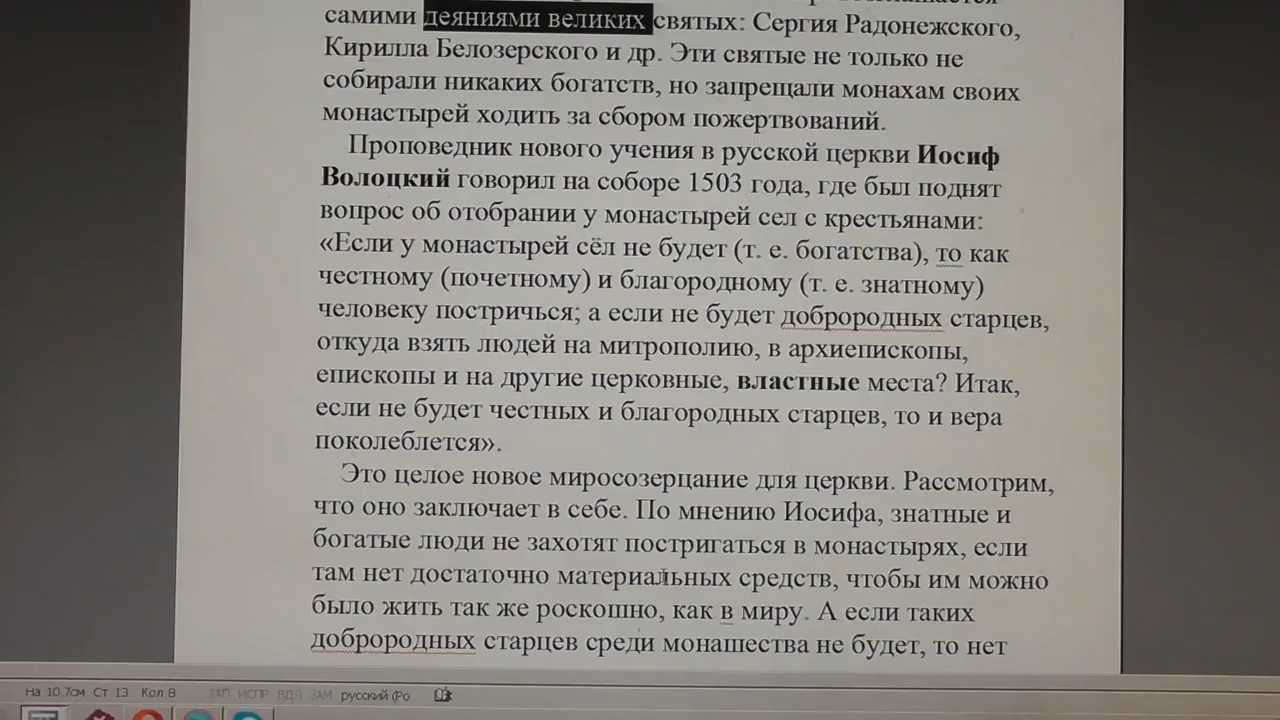 самими деяниями великих святых: Сергия Радонежского,
Кирилла Белозерского и др. Эти святые не только не
собирали никаких богатств, но запрещали монахам своих
монастырей ходить за сбором пожертвований.
Проповедник нового учения в русской церкви Иосиф
Волоцкий говорил на соборе 1503 года, где был поднят
вопрос об отобрании у монастырей сел с крестьянами:
«Если у монастырей сёл не будет (т. е. богатства), то как
честному (почетному) и благородному (т. е. знатному)
человеку постричься; а если не будет доброродных старцев,
откуда взять людей на митрополию, в архиепископы,
епископы и на другие церковные, властные места? Итак,
если не будет честных и благородных старцев, то и вера
поколеблется».
Это целое новое миросозерцание для церкви. Рассмотрим,
что оно заключает в себе. По мнению Иосифа, знатные и
богатые люди не захотят постригаться в монастырях, если
там нет достаточно материальных средств, чтобы им можно
было жить так же роскошно, как в миру. А если таких
доброродных старцев среди монашества не будет, то нет
На 10,7см Ст 13 Кол 8 ЗАП ИСПР ВДЛ ЗАМ русский (Ро